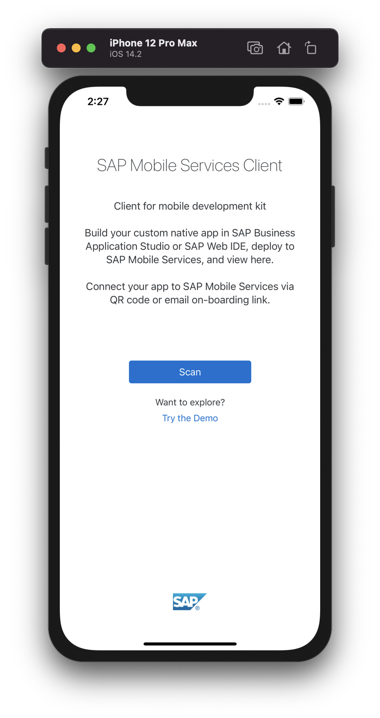 iPhone 12 Pro Max
iOS 14.2
2:27
SAP Mobile Services Client
Client for mobile development kit
Build your custom native app in SAP Business
Application Studio or SAP Web IDE, deploy to
SAP Mobile Services, and view here.
Connect your app to SAP Mobile Services via
QR code or email on-boarding link.
Scan
Want to explore?
Try the Demo
SAP®